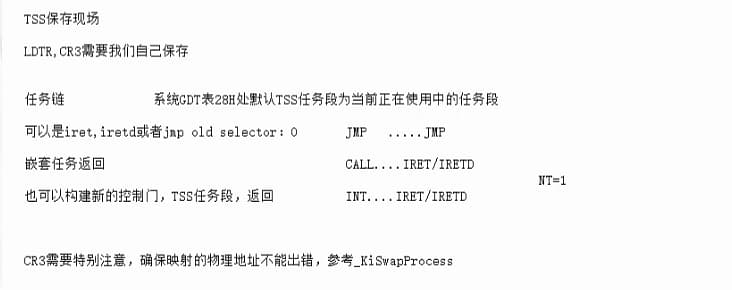 TSS保存现场
LDTR,CR3需要我们自己保存
任务链 系统GDT表28H处默认TSS任务段为当前正在使用中的任务段
可以是iret,iretd或者jmp old selector: 0 JMP .....JMP
嵌套任务返回 CALL....IRET/IRETD
NT=1
也可以构建新的控制门，TSS任务段，返回 INT....IRET/IRETD
CR3需要特别注意，确保映射的物理地址不能出错，参考_KiSwapProcess